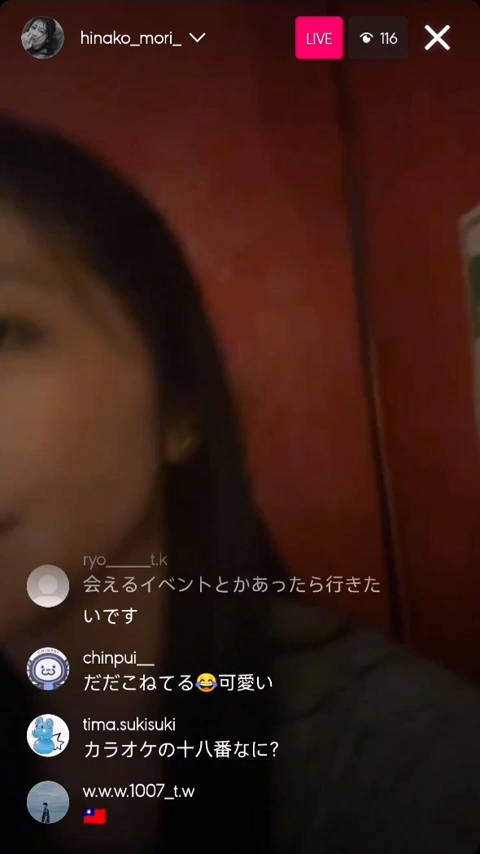 hinako_mori_
LIVE
116
ryo_____t.k
会えるイベントとかあったら行きた
いです
chinpui__
だだこねてる😂可愛い
tima.sukisuki
カラオケの十八番なに?
w.w.w.1007_t.w
🇹🇼